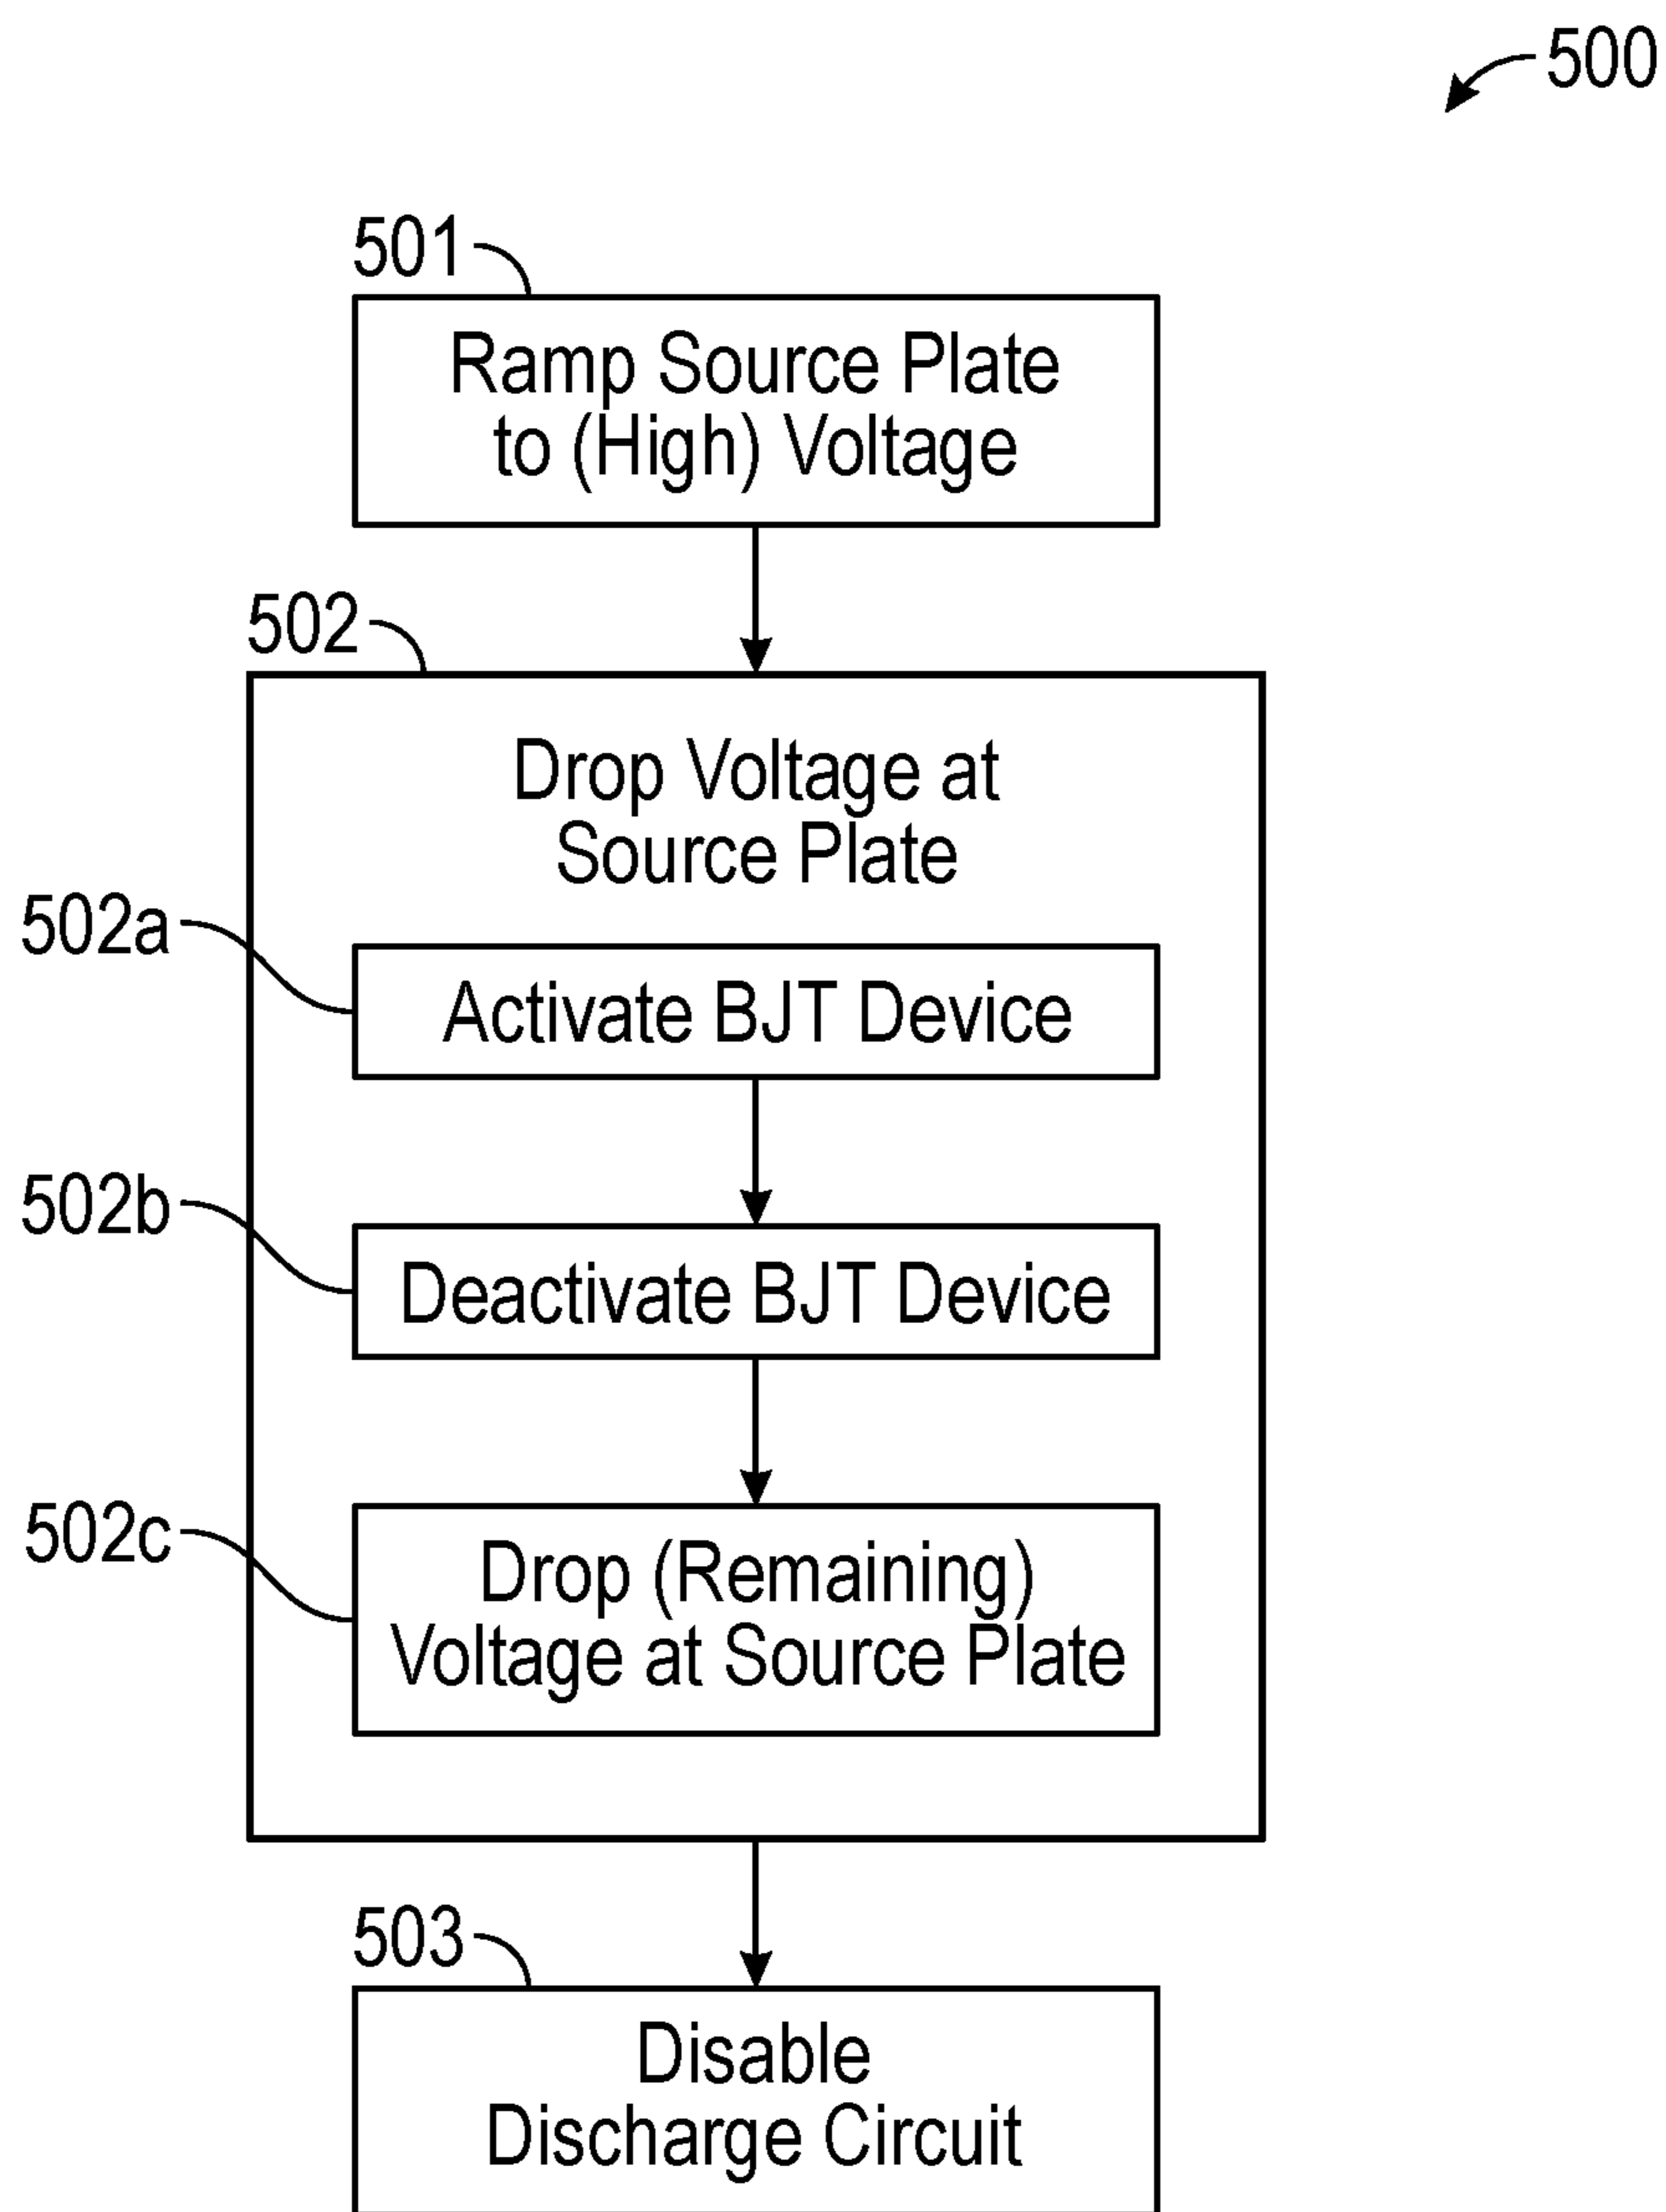 500
501
Ramp Source Plate
to (High) Voltage
502
Drop Voltage at
Source Plate
502a
Activate BJT Device
502b
Deactivate BJT Device
502c
Drop (Remaining)
Voltage at Source Plate
503
Disable
Discharge Circuit